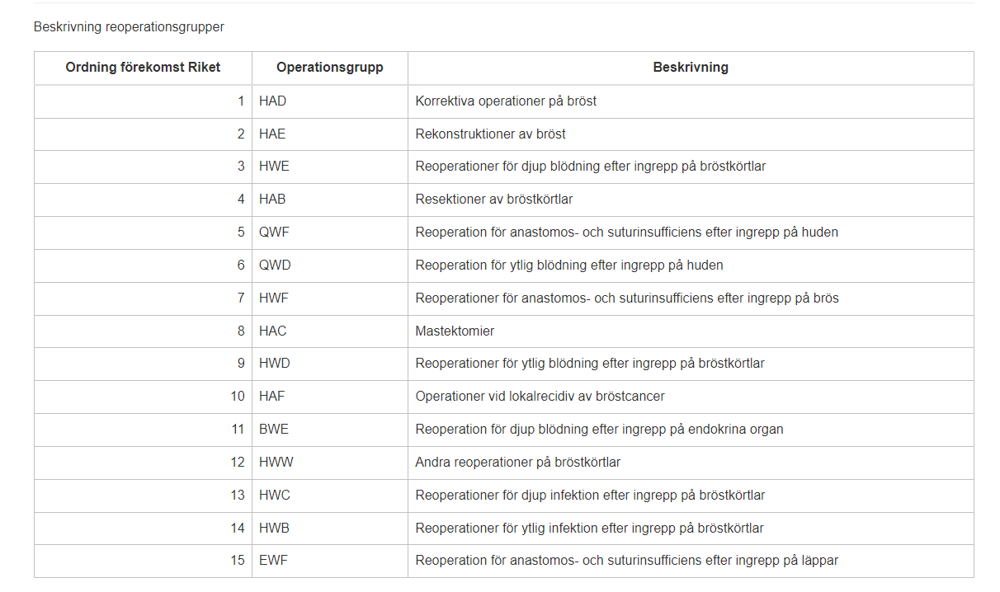 Beskrivning reoperationsgrupper
Ordning förekomst Riket Operationsgrupp Beskrivning
1 HAD Korrektiva operationer på bröst
2 HAE Rekonstruktioner av bröst
3 HWE Reoperationer för djup blödning efter ingrepp på bröstkörtlar
4 HAB Resektioner av bröstkörtlar
5 QWF Reoperation för anastomos- och suturinsufficiens efter ingrepp på huden
6 QWD Reoperation för ytlig blödning efter ingrepp på huden
7 HWF Reoperationer för anastomos- och suturinsufficiens efter ingrepp på brös
8 HAC Mastektomier
9 HWD Reoperationer för ytlig blödning efter ingrepp på bröstkörtlar
10 HAF Operationer vid lokalrecidiv av bröstcancer
11 BWE Reoperation för djup blödning efter ingrepp på endokrina organ
12 HWW Andra reoperationer på bröstkörtlar
13 HWC Reoperationer för djup infektion efter ingrepp på bröstkörtlar
14 HWB Reoperationer för ytlig infektion efter ingrepp på bröstkörtlar
15 EWF Reoperation för anastomos- och suturinsufficiens efter ingrepp på läppar